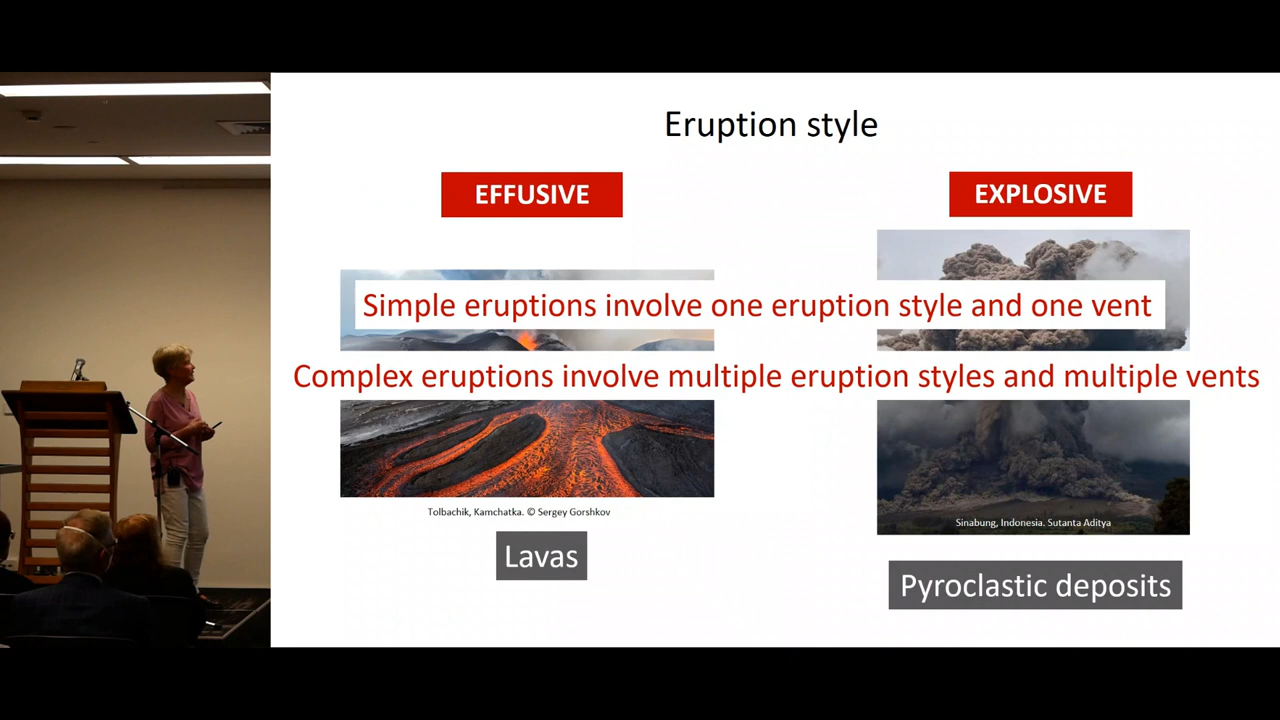 Eruption style
EFFUSIVE
EXPLOSIVE
Simple eruptions involve one eruption style and one vent
Complex eruptions involve multiple eruption styles and multiple vents
Tolbachik, Kamchatka. © Sergey Gorshkov
Sinabung, Indonesia. Sutanta Aditya
Lavas
Pyroclastic deposits